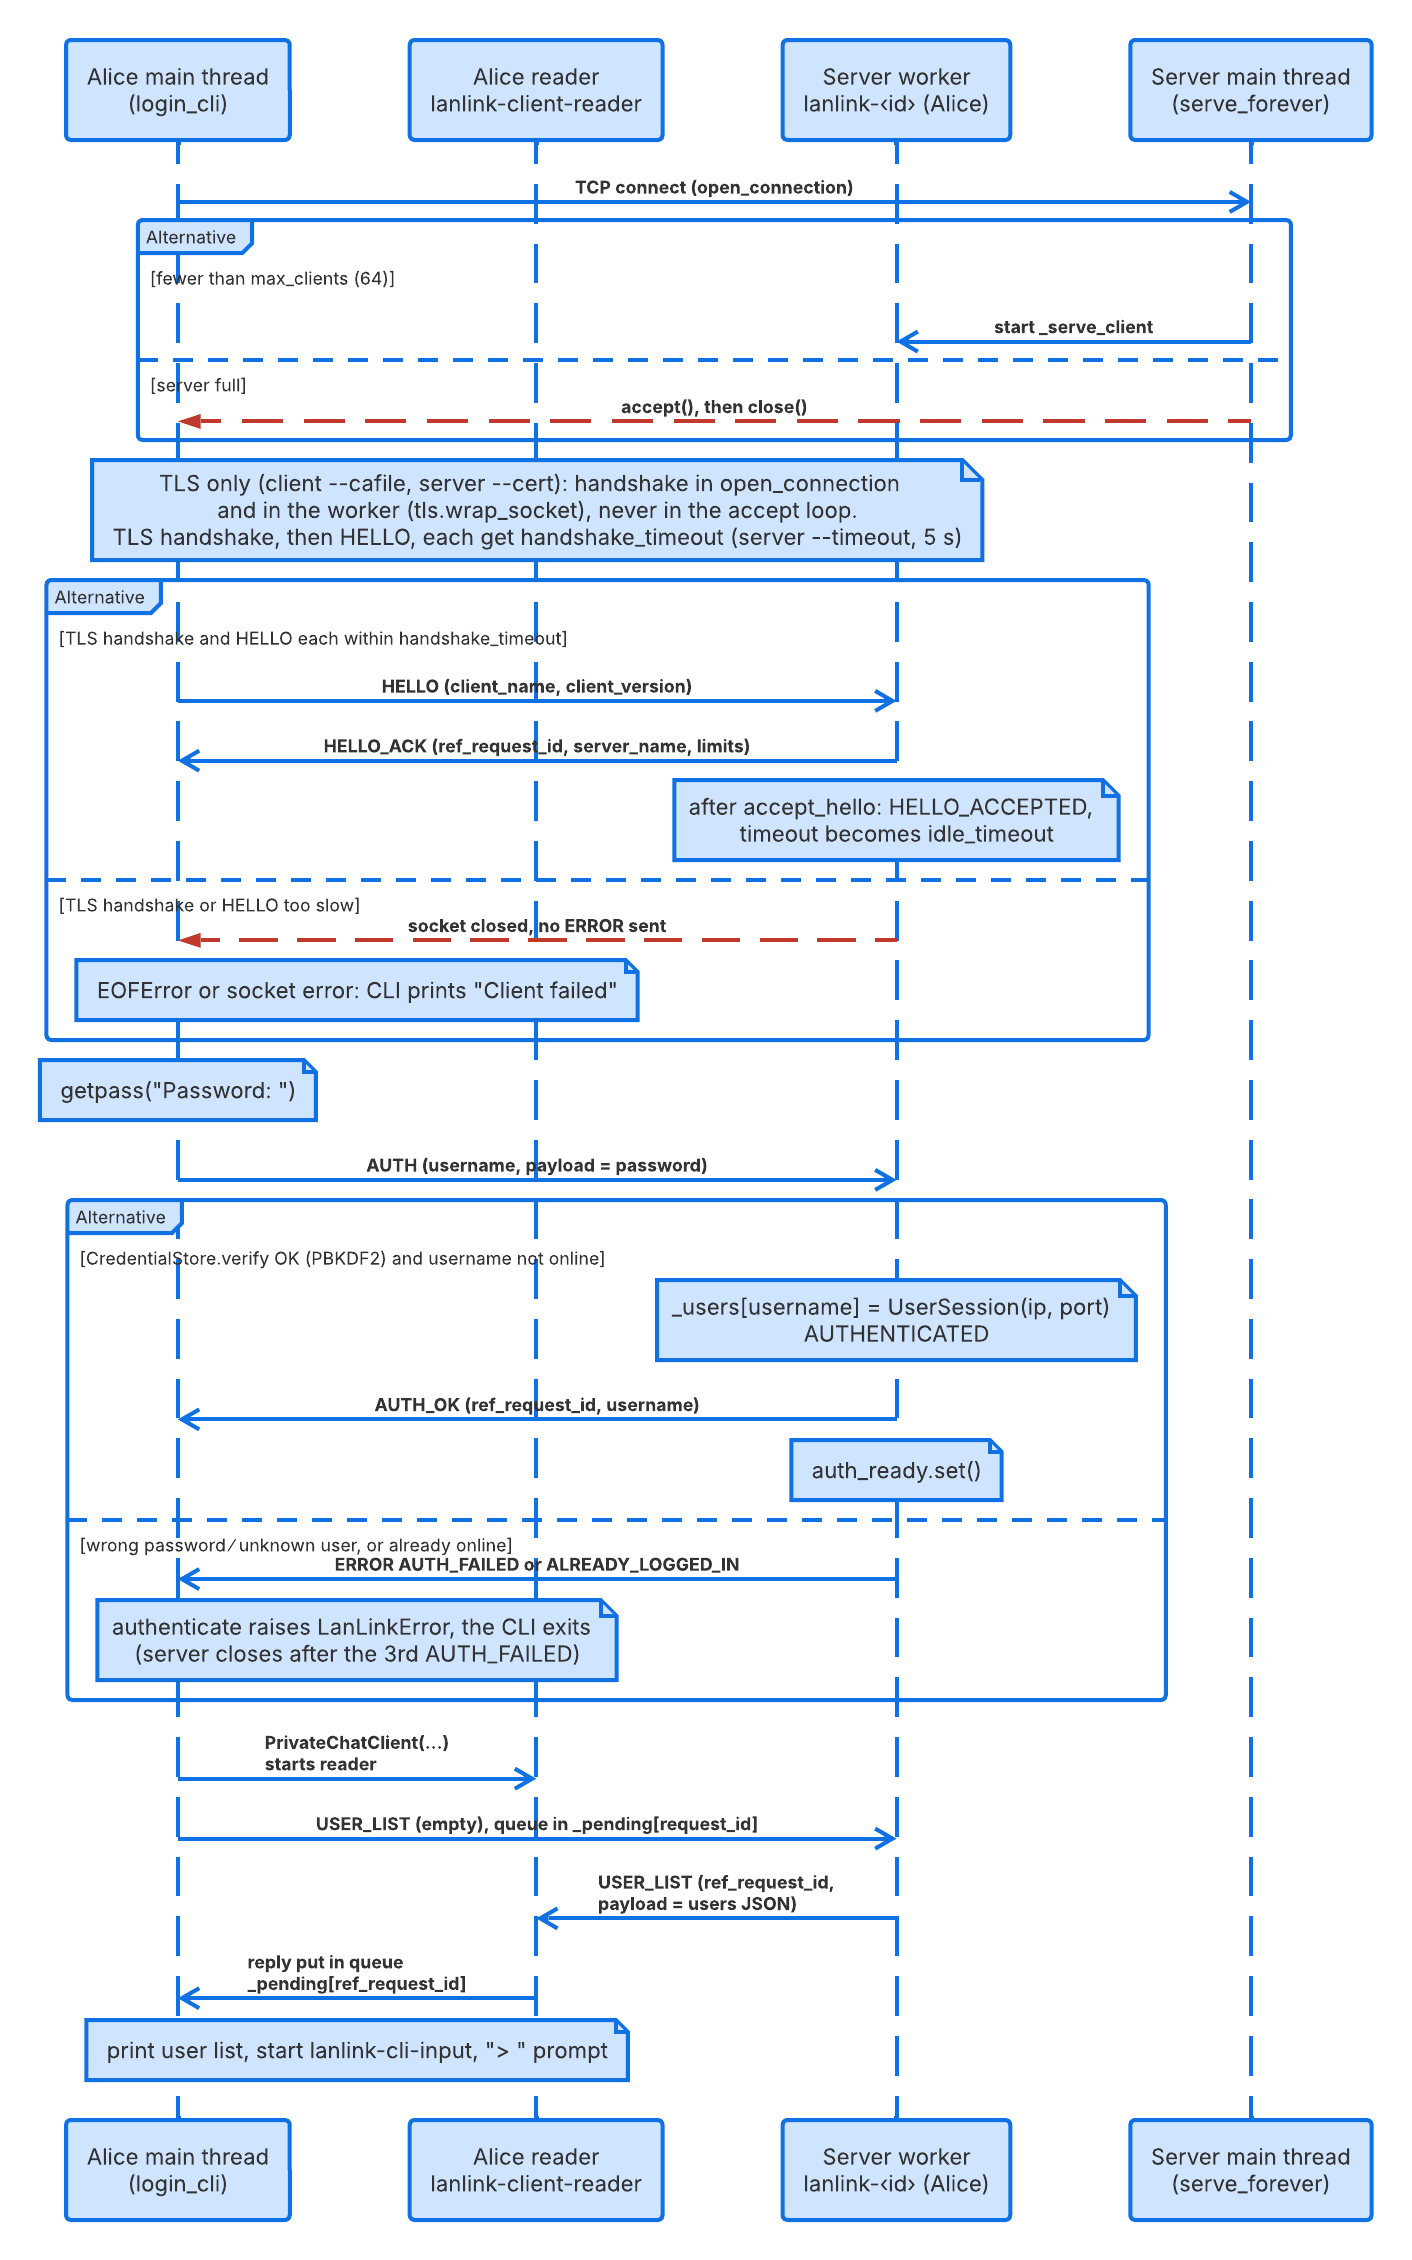 Alice main thread
(login_cli)
Alice reader
lanlink-client-reader
Server worker
lanlink-‹id› (Alice)
Server main thread
(serve_forever)
TCP connect (open_connection)
Alternative
[fewer than max_clients (64)]
start _serve_client
[server full]
accept(), then close()
TLS only (client --cafile, server --cert): handshake in open_connection
and in the worker (tls.wrap_socket), never in the accept loop.
TLS handshake, then HELLO, each get handshake_timeout (server --timeout, 5 s)
Alternative
[TLS handshake and HELLO each within handshake_timeout]
HELLO (client_name, client_version)
HELLO_ACK (ref_request_id, server_name, limits)
after accept_hello: HELLO_ACCEPTED,
timeout becomes idle_timeout
[TLS handshake or HELLO too slow]
socket closed, no ERROR sent
EOFError or socket error: CLI prints "Client failed"
getpass("Password: ")
AUTH (username, payload = password)
Alternative
[CredentialStore.verify OK (PBKDF2) and username not online]
_users[username] = UserSession(ip, port)
AUTHENTICATED
AUTH_OK (ref_request_id, username)
auth_ready.set()
[wrong password ⁄ unknown user, or already online]
ERROR AUTH_FAILED or ALREADY_LOGGED_IN
authenticate raises LanLinkError, the CLI exits
(server closes after the 3rd AUTH_FAILED)
PrivateChatClient(...)
starts reader
USER_LIST (empty), queue in _pending[request_id]
USER_LIST (ref_request_id,
payload = users JSON)
reply put in queue
_pending[ref_request_id]
print user list, start lanlink-cli-input, "> " prompt
Alice main thread
(login_cli)
Alice reader
lanlink-client-reader
Server worker
lanlink-‹id› (Alice)
Server main thread
(serve_forever)